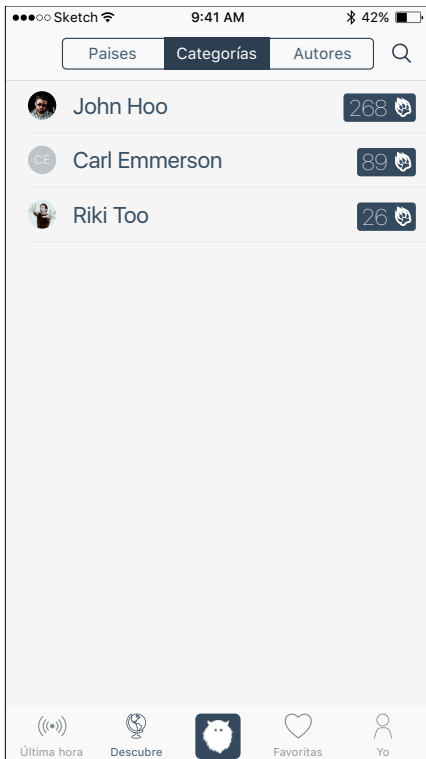 Sketch 9:41 AM 42%
Paises Categorías Autores
John Hoo 268
CE Carl Emmerson 89
Riki Too 26
Última hora Descubre Favoritas Yo